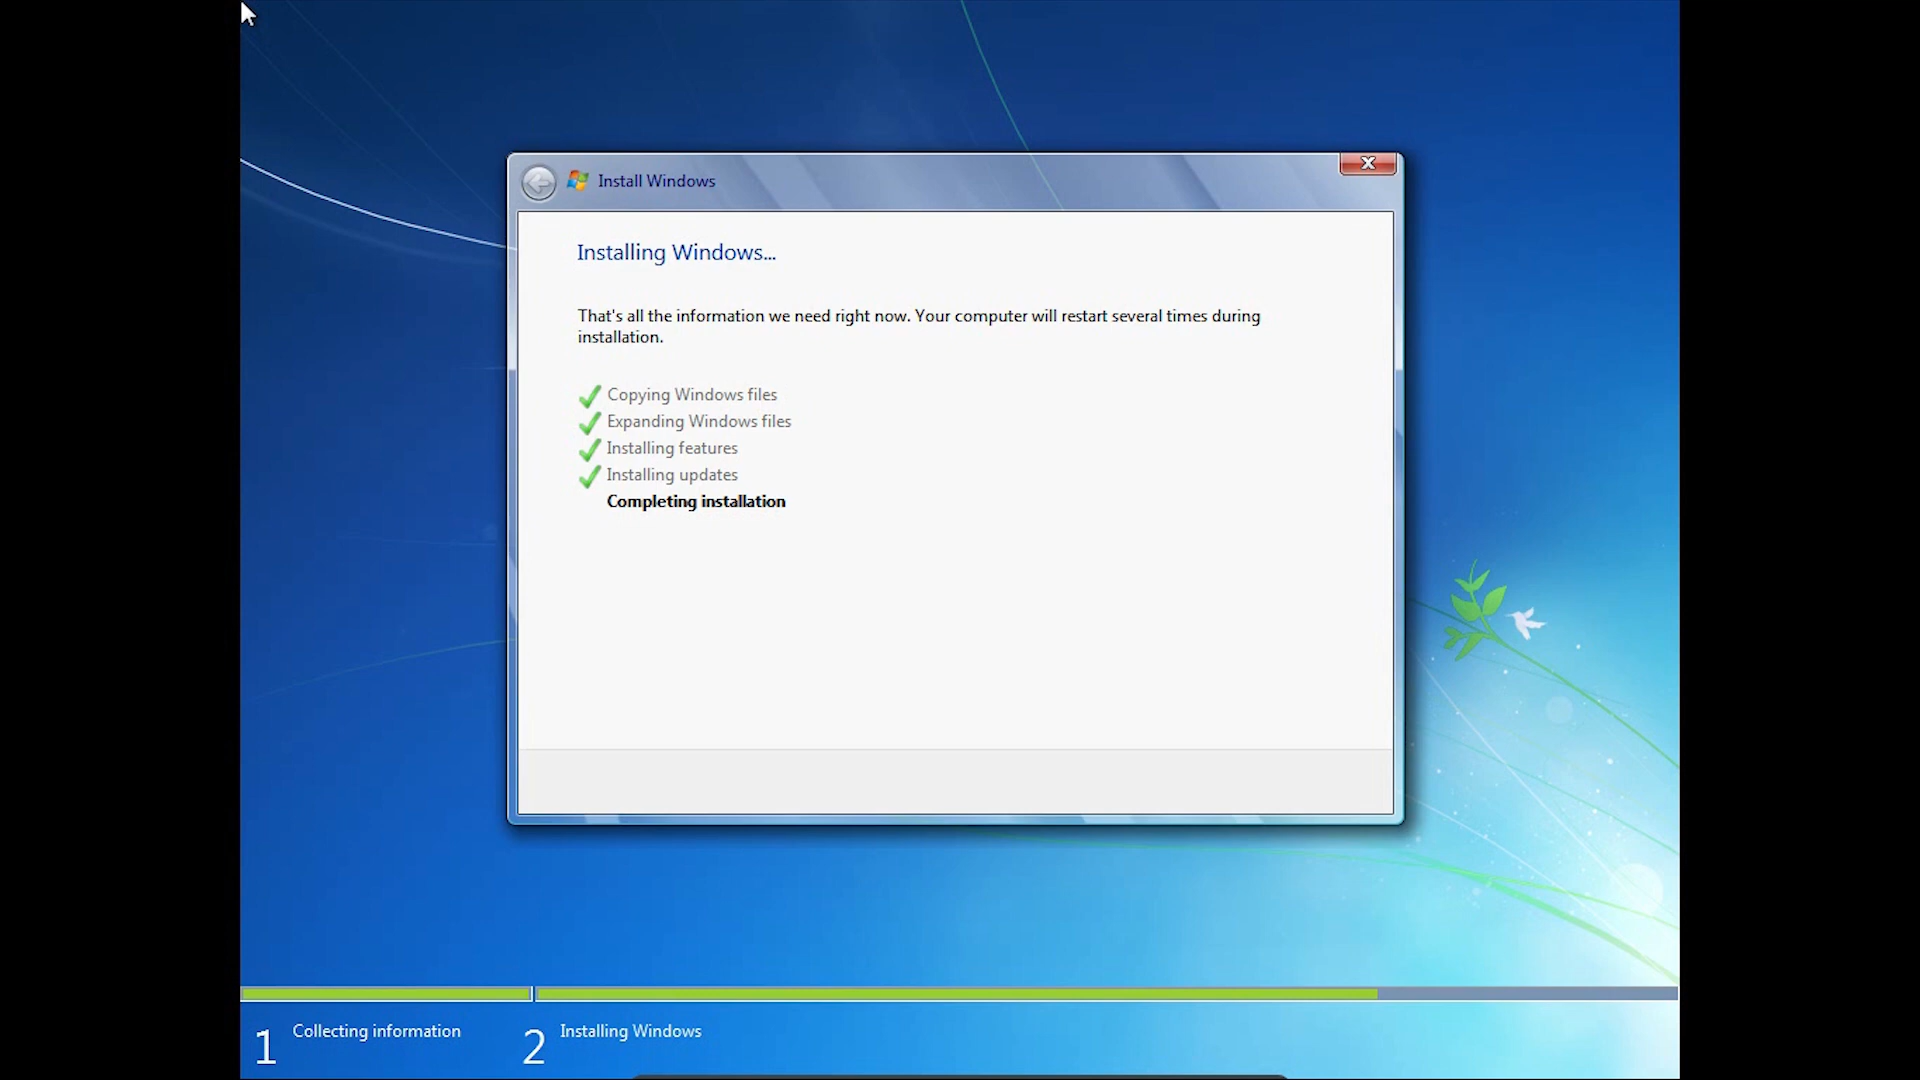 Install Windows
Installing Windows...
That's all the information we need right now. Your computer will restart several times during
installation.
Copying Windows files
Expanding Windows files
Installing features
Installing updates
Completing installation
1 Collecting information
2 Installing Windows